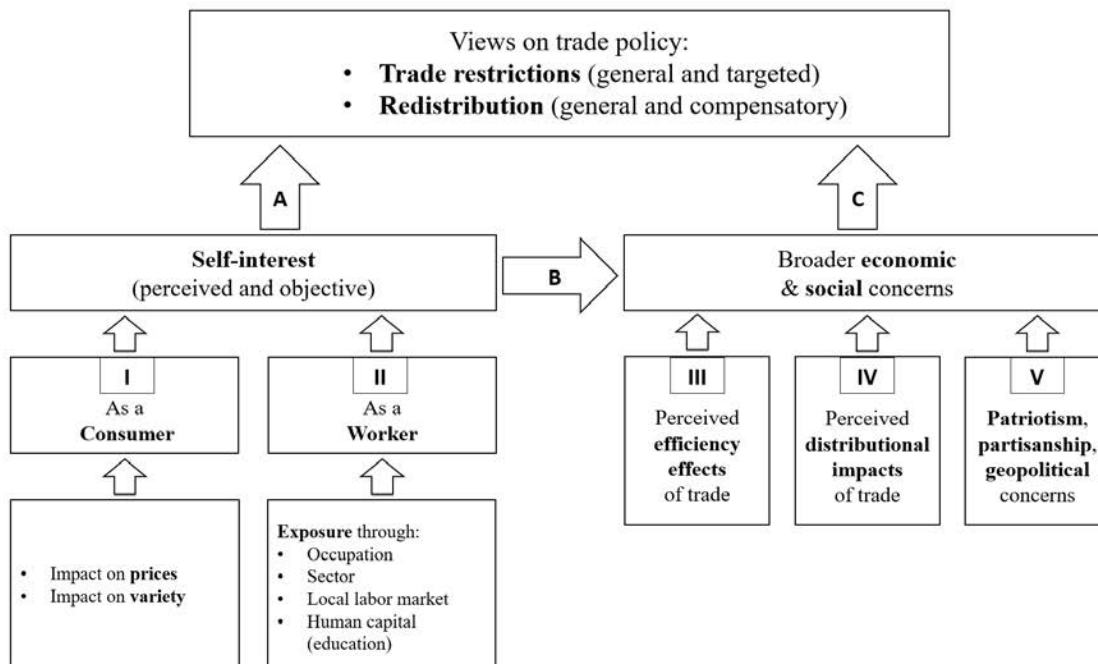 Views on trade policy:
• Trade restrictions (general and targeted)
• Redistribution (general and compensatory)
A
C
Self-interest
(perceived and objective)
B
Broader economic
& social concerns
I
As a
Consumer
II
As a
Worker
III
Perceived
efficiency
effects
of trade
IV
Perceived
distributional
impacts
of trade
V
Patriotism,
partisanship,
geopolitical
concerns
• Impact on prices
• Impact on variety
Exposure through:
• Occupation
• Sector
• Local labor market
• Human capital
(education)